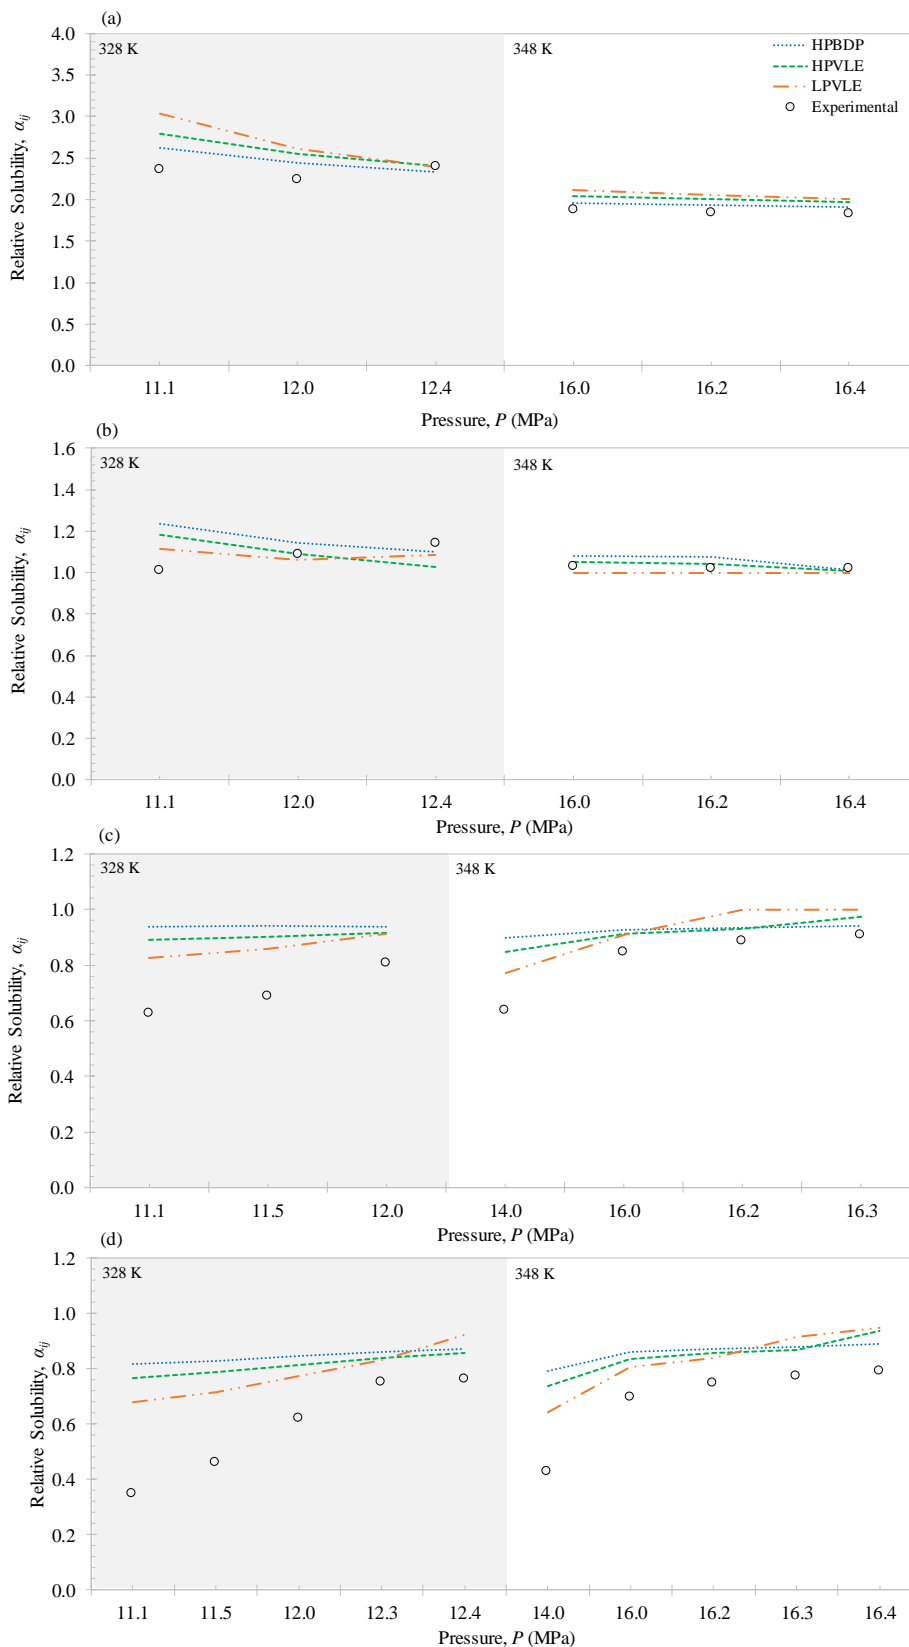 (a)
328 K
348 K
HPBDP
HPVLE
LPVLE
Experimental
Relative Solubility, αij
4.0
3.5
3.0
2.5
2.0
1.5
1.0
0.5
0.0
11.1 12.0 12.4 16.0 16.2 16.4
Pressure, P (MPa)
(b)
328 K
348 K
Relative Solubility, αij
1.6
1.4
1.2
1.0
0.8
0.6
0.4
0.2
0.0
11.1 12.0 12.4 16.0 16.2 16.4
Pressure, P (MPa)
(c)
328 K
348 K
Relative Solubility, αij
1.2
1.0
0.8
0.6
0.4
0.2
0.0
11.1 11.5 12.0 14.0 16.0 16.2 16.3
Pressure, P (MPa)
(d)
328 K
348 K
Relative Solubility, αij
1.2
1.0
0.8
0.6
0.4
0.2
0.0
11.1 11.5 12.0 12.3 12.4 14.0 16.0 16.2 16.3 16.4
Pressure, P (MPa)